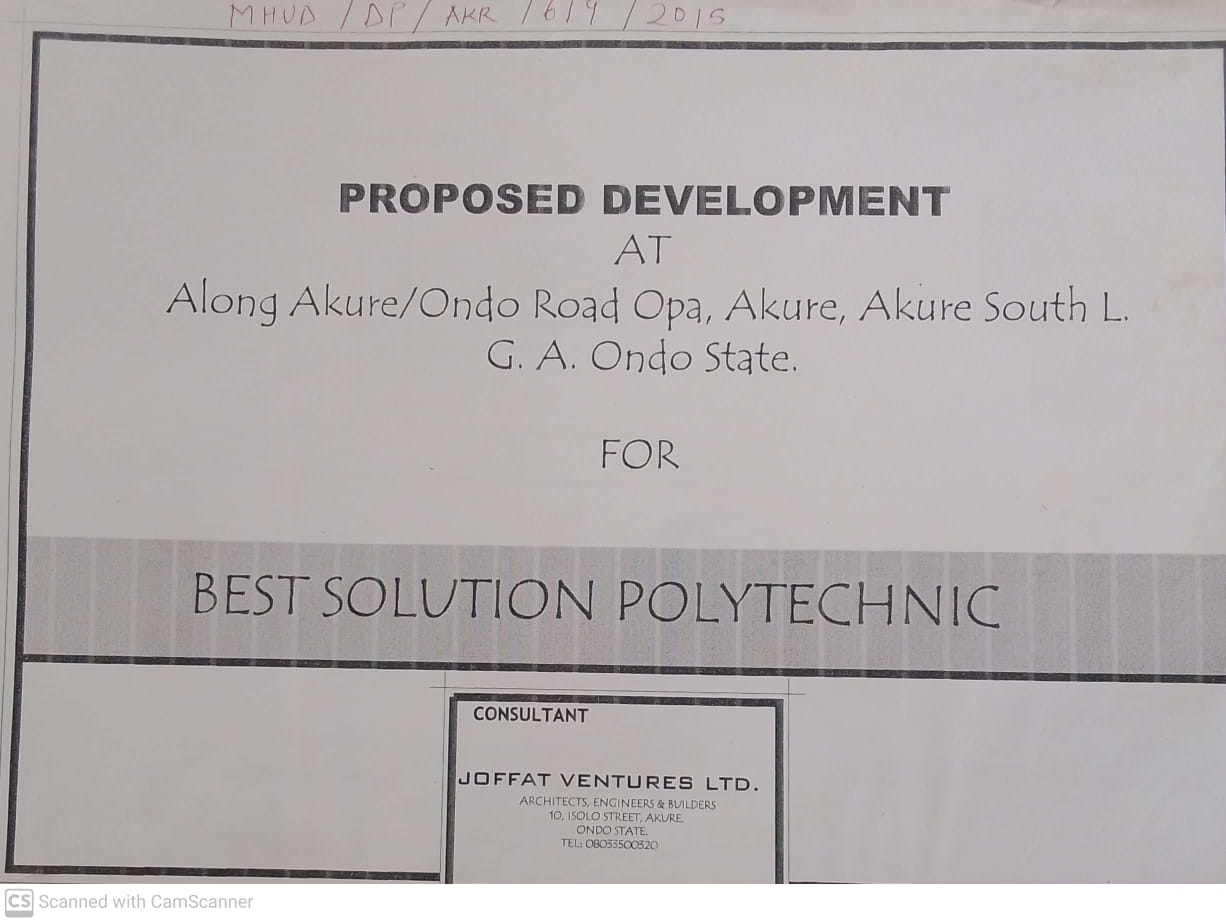 MHUD / DP / AKR / 619 / 2015
PROPOSED DEVELOPMENT
AT
Along Akure/Ondo Road Opa, Akure, Akure South L.
G. A. Ondo State.
FOR
BEST SOLUTION POLYTECHNIC
CONSULTANT
JOFFAT VENTURES LTD.
ARCHITECTS, ENGINEERS & BUILDERS
10, ISOLO STREET, AKURE.
ONDO STATE.
TEL: 08033500320
CS Scanned with CamScanner